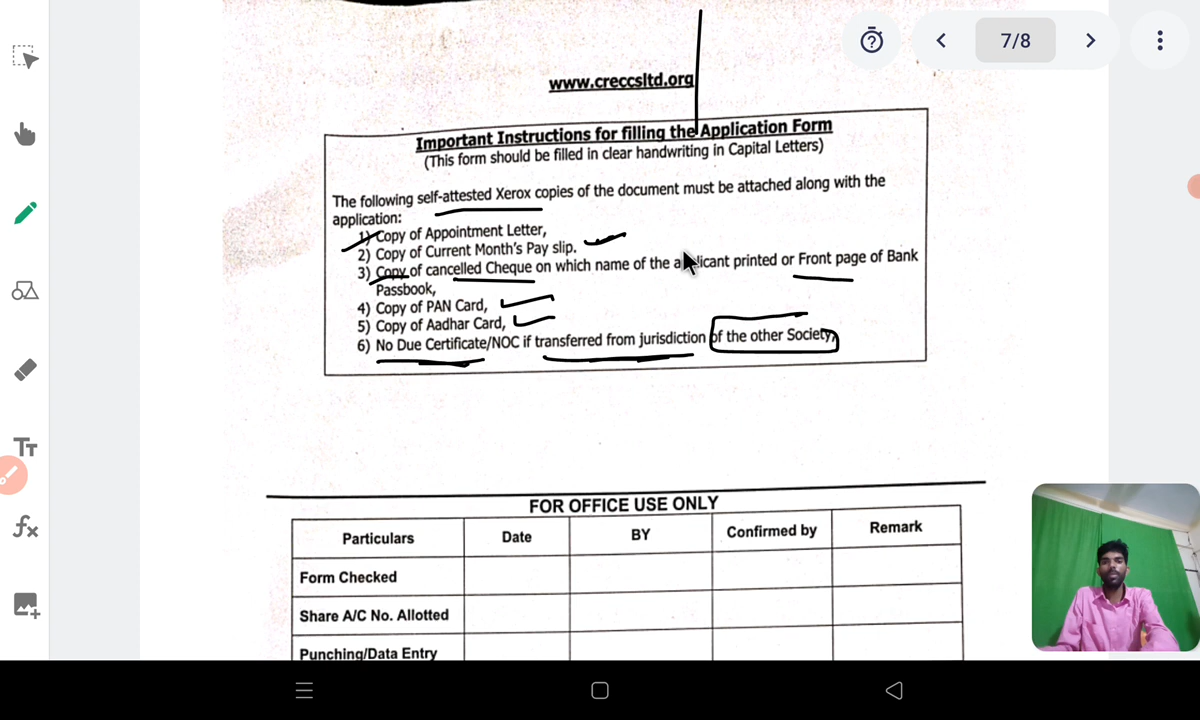 7/8
www.creccsltd.org
Important Instructions for filling the Application Form
(This form should be filled in clear handwriting in Capital Letters)
The following self-attested Xerox copies of the document must be attached along with the
application:
1) Copy of Appointment Letter,
2) Copy of Current Month's Pay slip.
3) Copy of cancelled Cheque on which name of the applicant printed or Front page of Bank
Passbook,
4) Copy of PAN Card,
5) Copy of Aadhar Card,
6) No Due Certificate/NOC if transferred from jurisdiction of the other Society.
FOR OFFICE USE ONLY
Particulars Date BY Confirmed by Remark
Form Checked
Share A/C No. Allotted
Punching/Data Entry
TT
fx